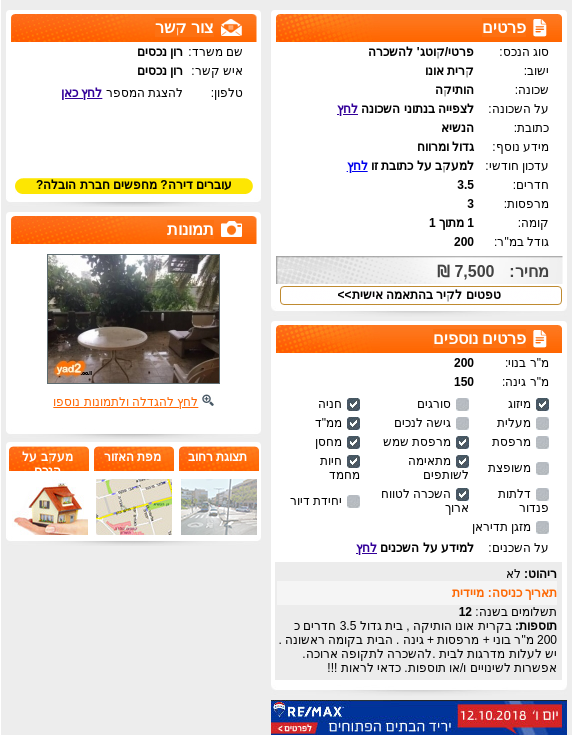 פרטים
סוג הנכס: פרטי/קוטג' להשכרה
ישוב: קרית אונו
שכונה: הותיקה
על השכונה: לצפייה בנתוני השכונה לחץ
כתובת: הנשיא
מידע נוסף: גדול ומרווח
עדכון חודשי: למעקב על כתובת זו לחץ
חדרים: 3.5
מרפסות: 3
קומה: 1 מתוך 1
גודל במ"ר: 200
מחיר: 7,500 ₪
טפטים לקיר בהתאמה אישית>>
פרטים נוספים
מ"ר בנוי: 200
מ"ר גינה: 150
מיזוג סורגים חניה
מעלית גישה לנכים ממ"ד
מרפסת מרפסת שמש מחסן
משופצת מתאימה לשותפים חיות מחמד
דלתות פנדור השכרה לטווח ארוך יחידת דיור
מזגן תדיראן
על השכנים: למידע על השכנים לחץ
ריהוט: לא
תאריך כניסה: מיידית
תשלומים בשנה: 12
תוספות: בקרית אונו הותיקה , בית גדול 3.5 חדרים כ
200 מ"ר בוני + מרפסות + גינה . הבית בקומה ראשונה .
יש לעלות מדרגות לבית .להשכרה לתקופה ארוכה.
אפשרות לשינויים ו/או תוספות. כדאי לראות !!!
RE/MAX
יום ו' 12.10.2018
יריד הבתים הפתוחים
לפרטים >
צור קשר
שם משרד: רון נכסים
איש קשר: רון נכסים
טלפון: להצגת המספר לחץ כאן
עוברים דירה? מחפשים חברת הובלה?
תמונות
yad2
לחץ להגדלה ולתמונות נוספו
תצוגת רחוב
מפת האזור
מעקב על
הנכס